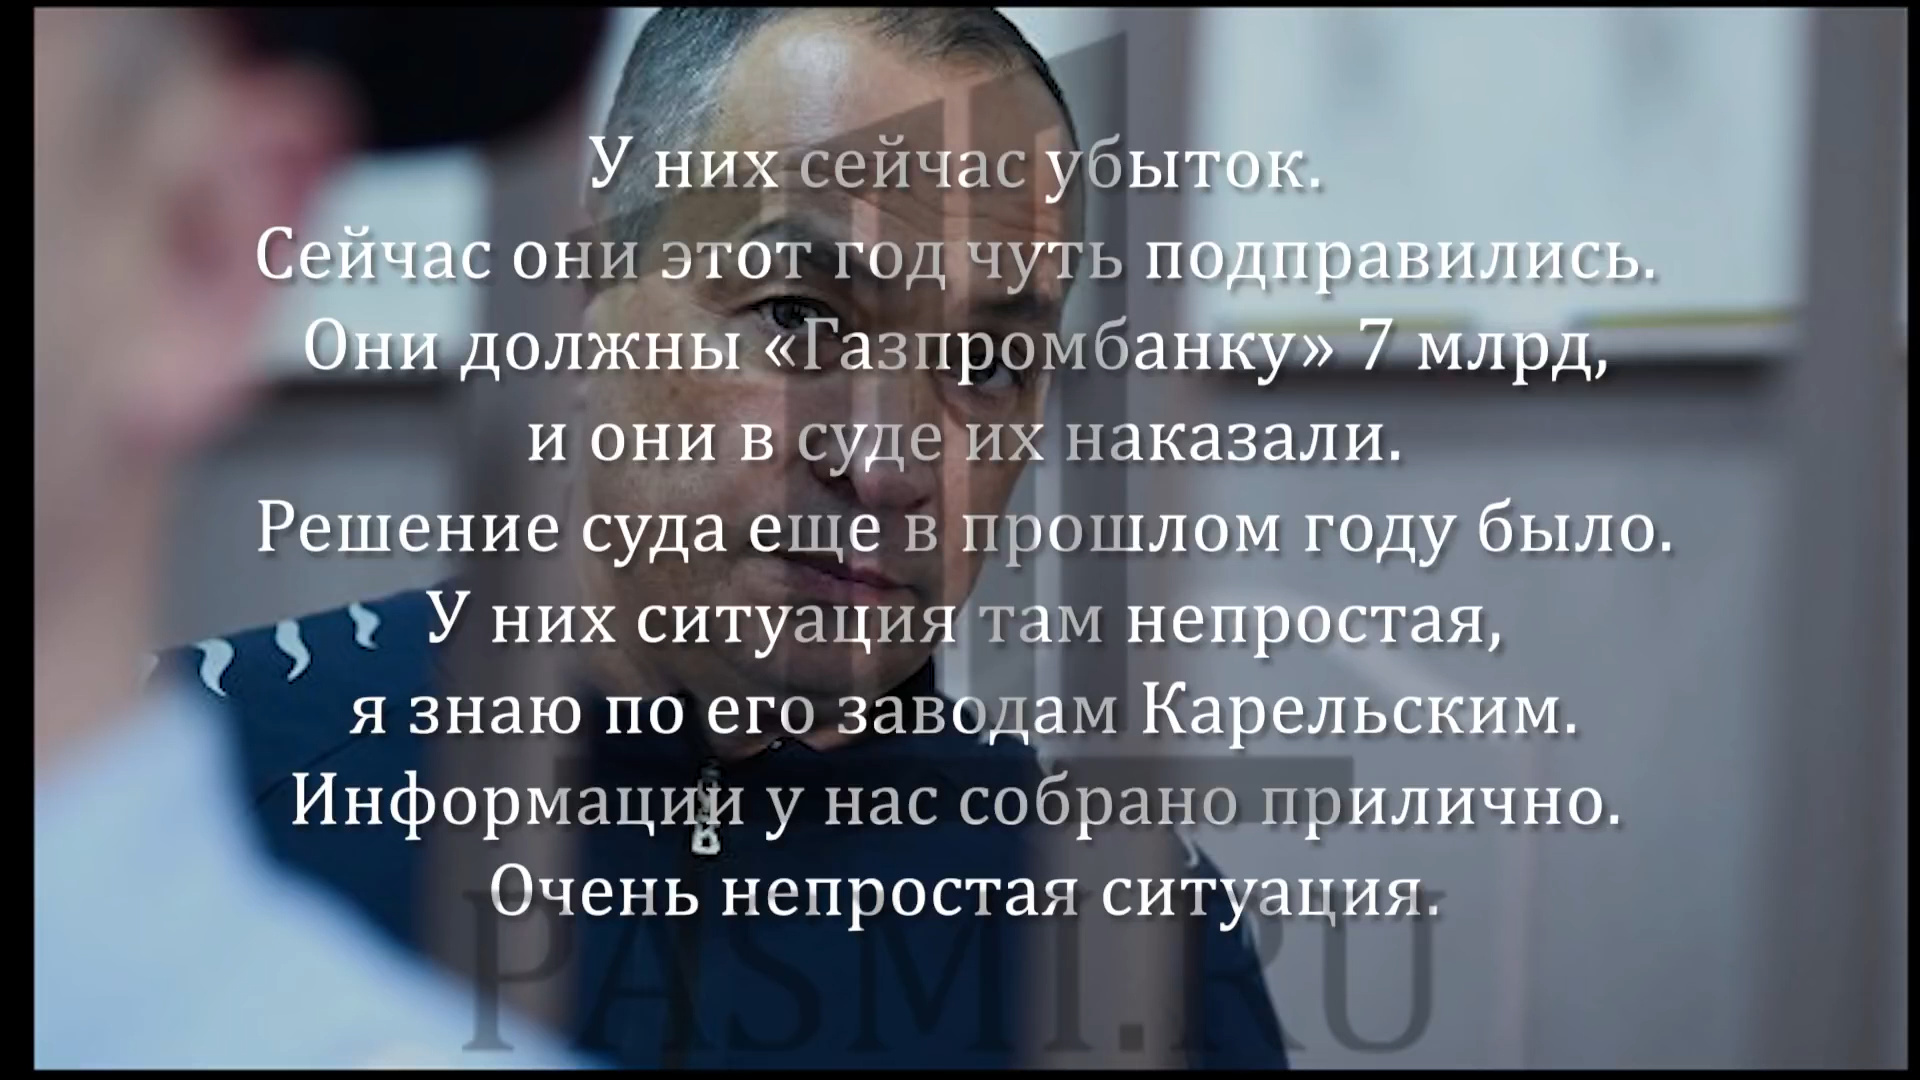 У них сейчас убыток.
Сейчас они этот год чуть подправились.
Они должны «Газпромбанку» 7 млрд,
и они в суде их наказали.
Решение суда еще в прошлом году было.
У них ситуация там непростая,
я знаю по его заводам Карельским.
Информации у нас собрано прилично.
Очень непростая ситуация.
PASMI.RU